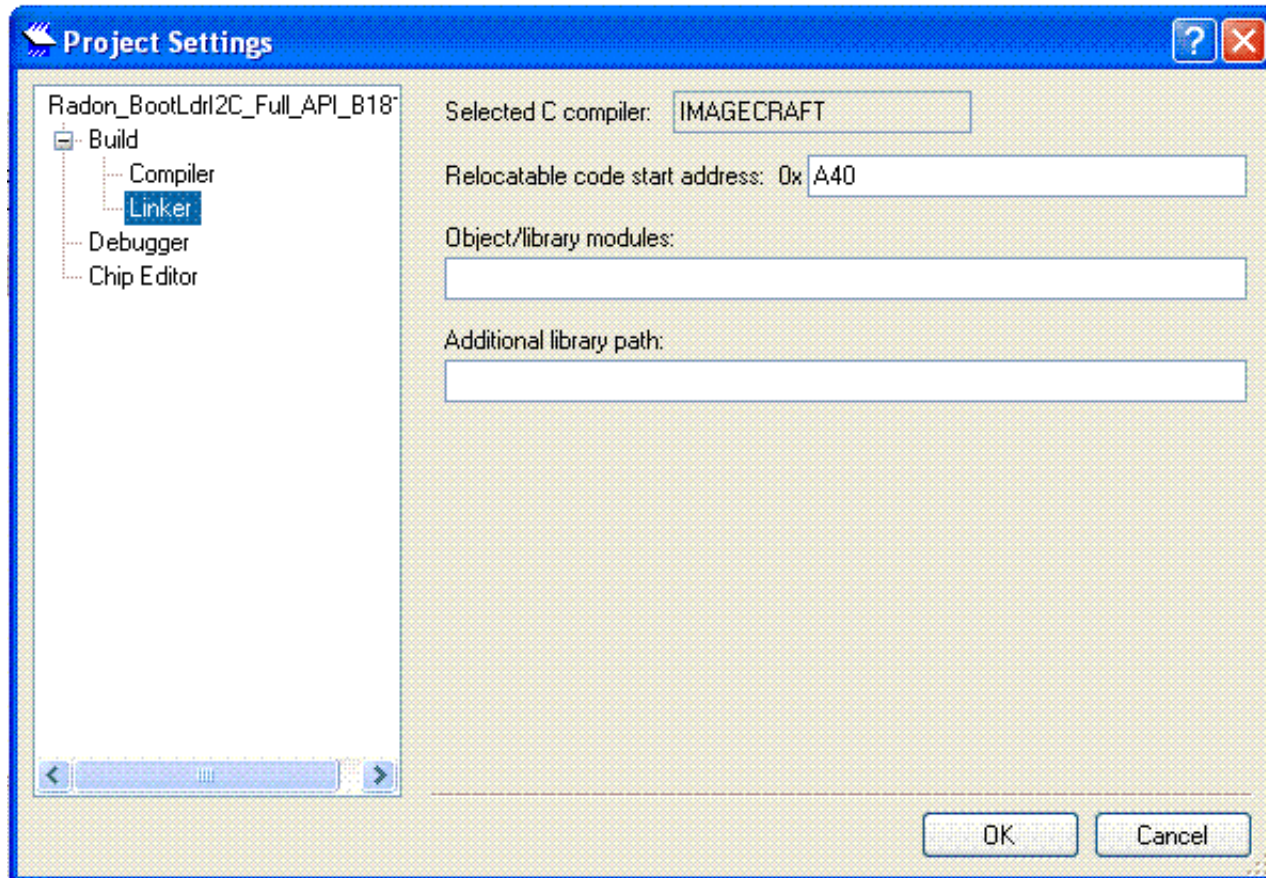 Project Settings
Radon_BootLdrI2C_Full_API_B18
Build
Compiler
Linker
Debugger
Chip Editor
Selected C compiler: IMAGECRAFT
Relocatable code start address: 0x A40
Object/library modules:
Additional library path:
OK Cancel